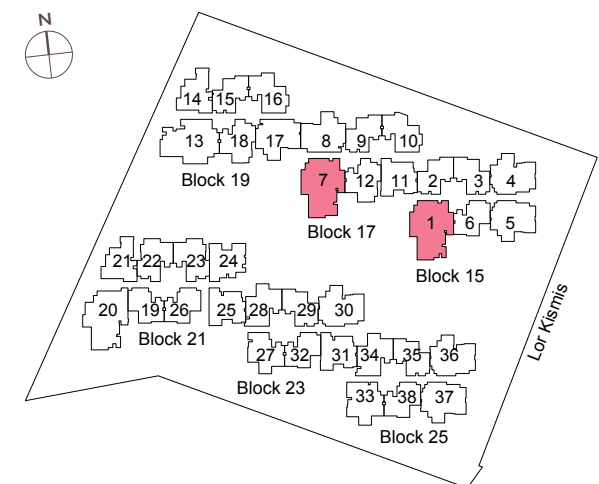 N
14 15 16
13 18 17 8 9 10
Block 19
7 12 11 2 3 4
Block 17
1 6 5
Block 15
21 22 23 24
20 19 26 25 28 29 30
Block 21
Lor Kismis
27 32 31 34 35 36
Block 23
33 38 37
Block 25